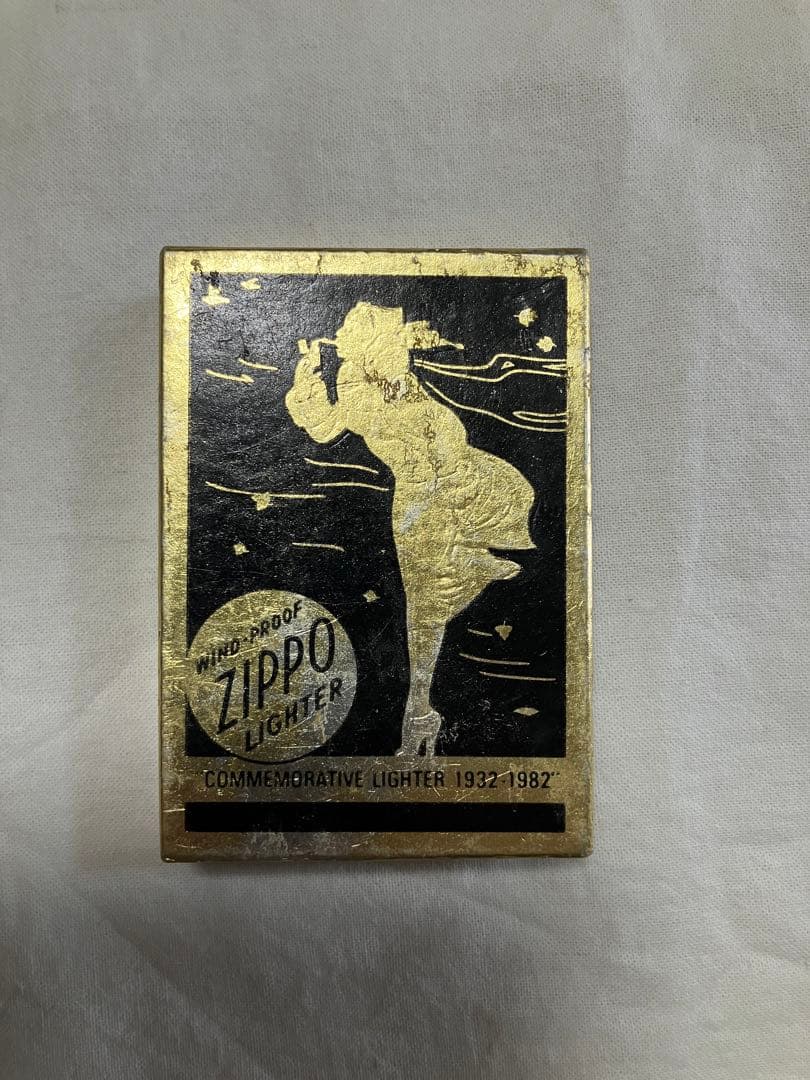 WIND-PROOF
ZIPPO
LIGHTER
"COMMEMORATIVE LIGHTER 1932-1982"